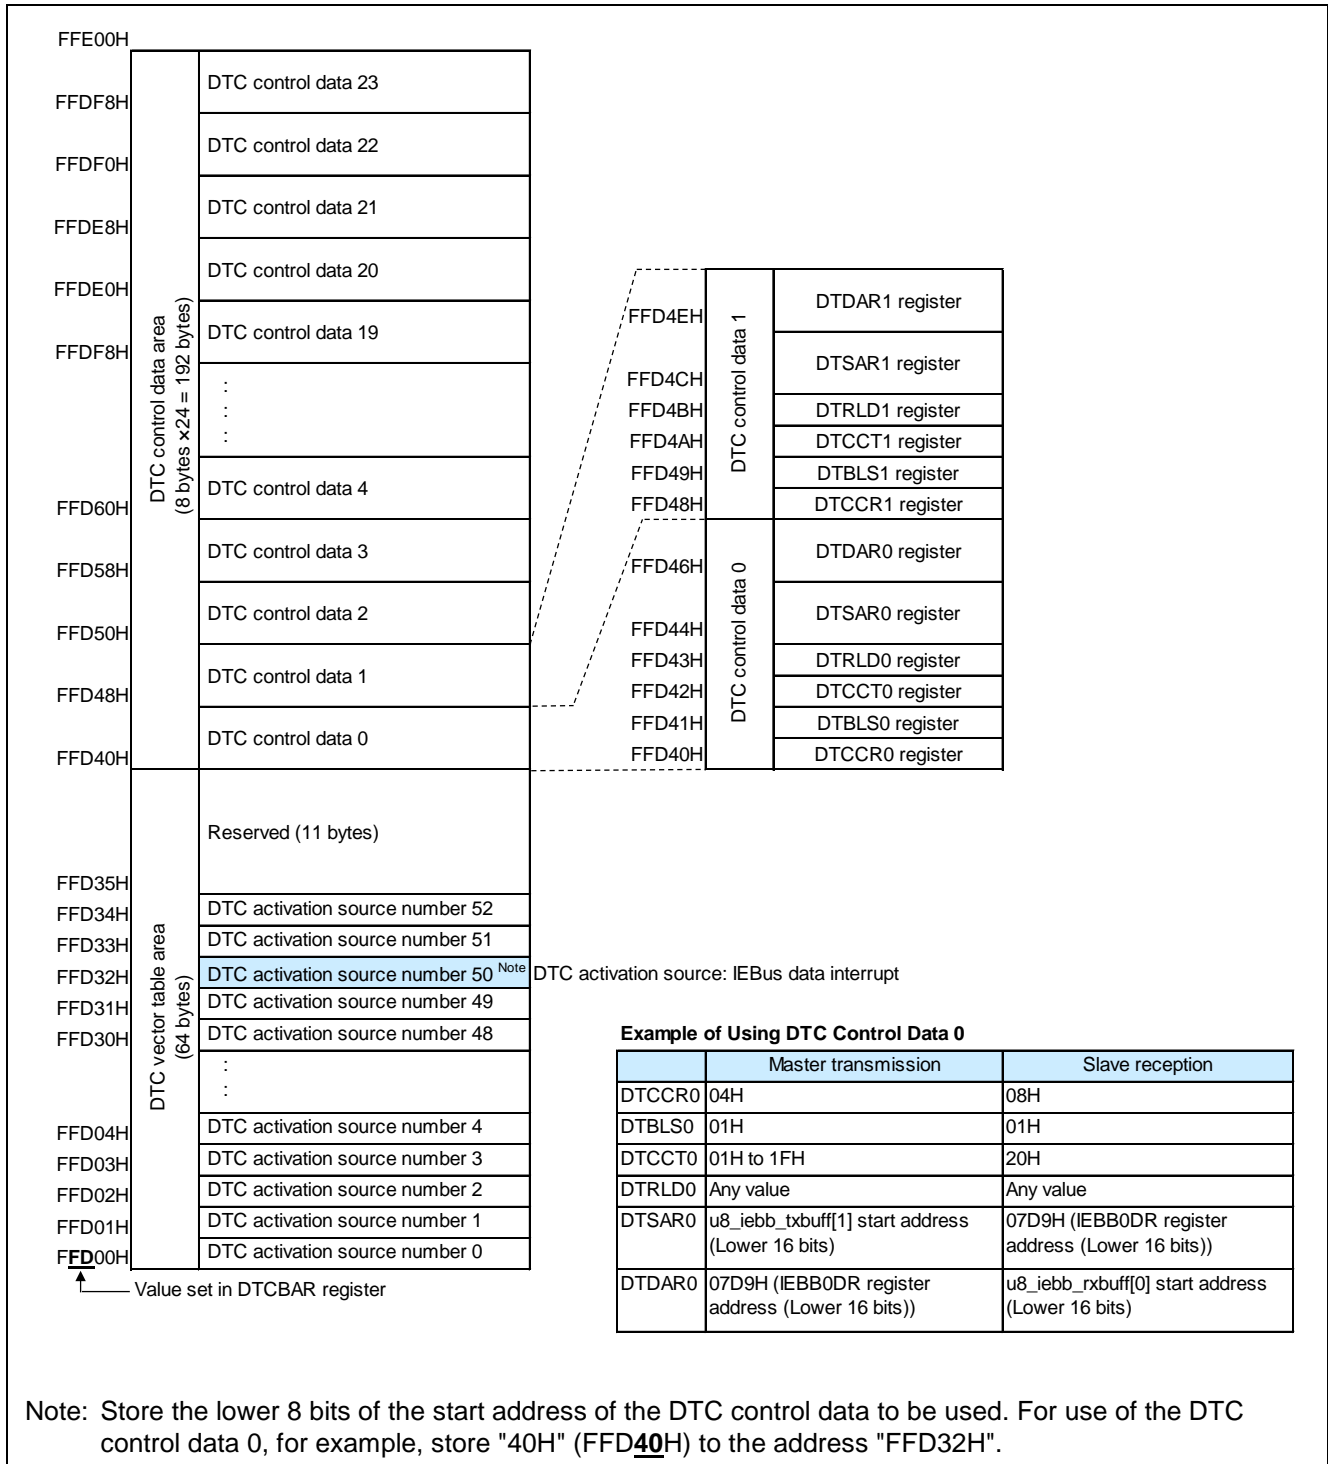 FFE00H
DTC control data 23
FFDF8H
DTC control data 22
FFDF0H
DTC control data 21
FFDE8H
DTC control data 20
FFDE0H
DTC control data 19
FFDF8H
:
:
:
DTC control data 4
FFD60H
DTC control data 3
FFD58H
DTC control data 2
FFD50H
DTC control data 1
FFD48H
DTC control data 0
FFD40H
DTC control data area
(8 bytes ×24 = 192 bytes)
Reserved (11 bytes)
FFD35H
FFD34H DTC activation source number 52
FFD33H DTC activation source number 51
FFD32H DTC activation source number 50 Note DTC activation source: IEBus data interrupt
FFD31H DTC activation source number 49
FFD30H DTC activation source number 48
:
:
FFD04H DTC activation source number 4
FFD03H DTC activation source number 3
FFD02H DTC activation source number 2
FFD01H DTC activation source number 1
FFD00H DTC activation source number 0
DTC vector table area
(64 bytes)
Value set in DTCBAR register
DTC control data 1
DTDAR1 register
FFD4EH
DTSAR1 register
FFD4CH
FFD4BH DTRLD1 register
FFD4AH DTCCT1 register
FFD49H DTBLS1 register
FFD48H DTCCR1 register
DTC control data 0
DTDAR0 register
FFD46H
DTSAR0 register
FFD44H
FFD43H DTRLD0 register
FFD42H DTCCT0 register
FFD41H DTBLS0 register
FFD40H DTCCR0 register
Example of Using DTC Control Data 0
Master transmission Slave reception
DTCCR0 04H 08H
DTBLS0 01H 01H
DTCCT0 01H to 1FH 20H
DTRLD0 Any value Any value
DTSAR0 u8_iebb_txbuff[1] start address 07D9H (IEBB0DR register
(Lower 16 bits) address (Lower 16 bits))
DTDAR0 07D9H (IEBB0DR register u8_iebb_rxbuff[0] start address
address (Lower 16 bits)) (Lower 16 bits)
Note: Store the lower 8 bits of the start address of the DTC control data to be used. For use of the DTC
control data 0, for example, store "40H" (FFD40H) to the address "FFD32H".